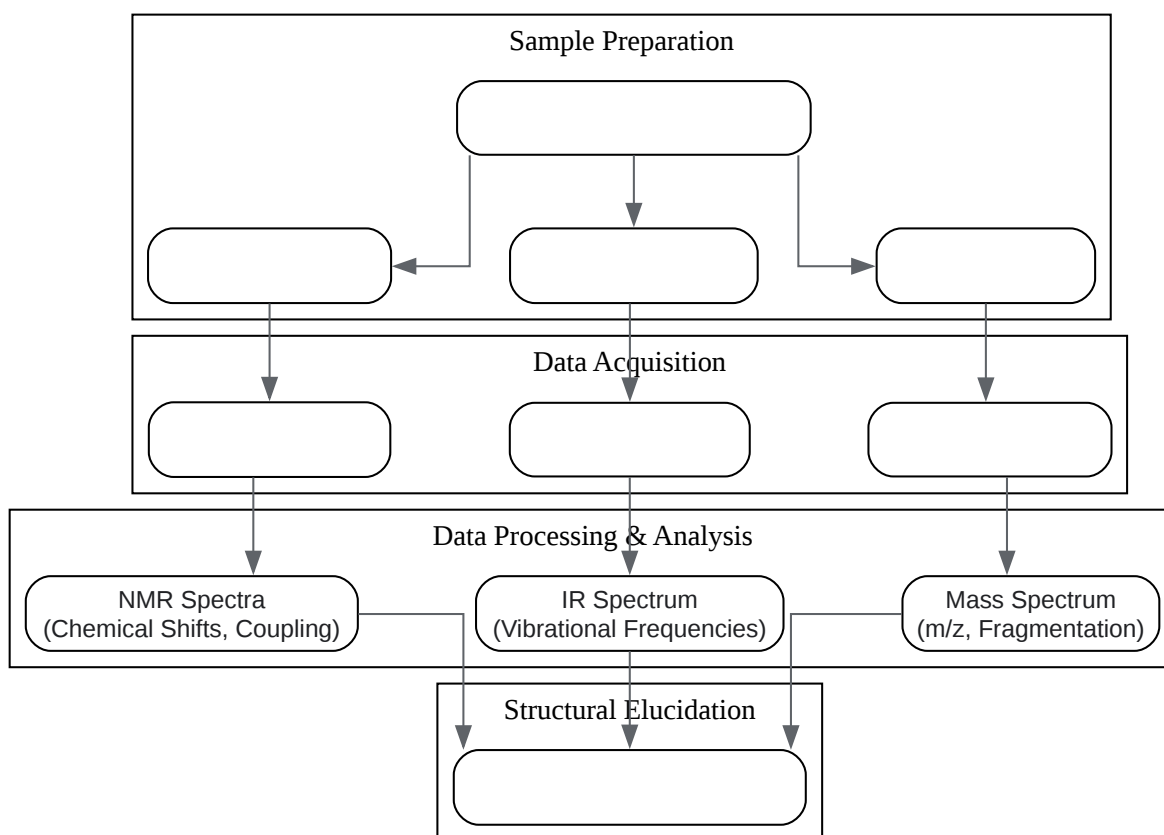 Sample Preparation
Data Acquisition
Data Processing & Analysis
NMR Spectra
(Chemical Shifts, Coupling)
IR Spectrum
(Vibrational Frequencies)
Mass Spectrum
(m/z, Fragmentation)
Structural Elucidation